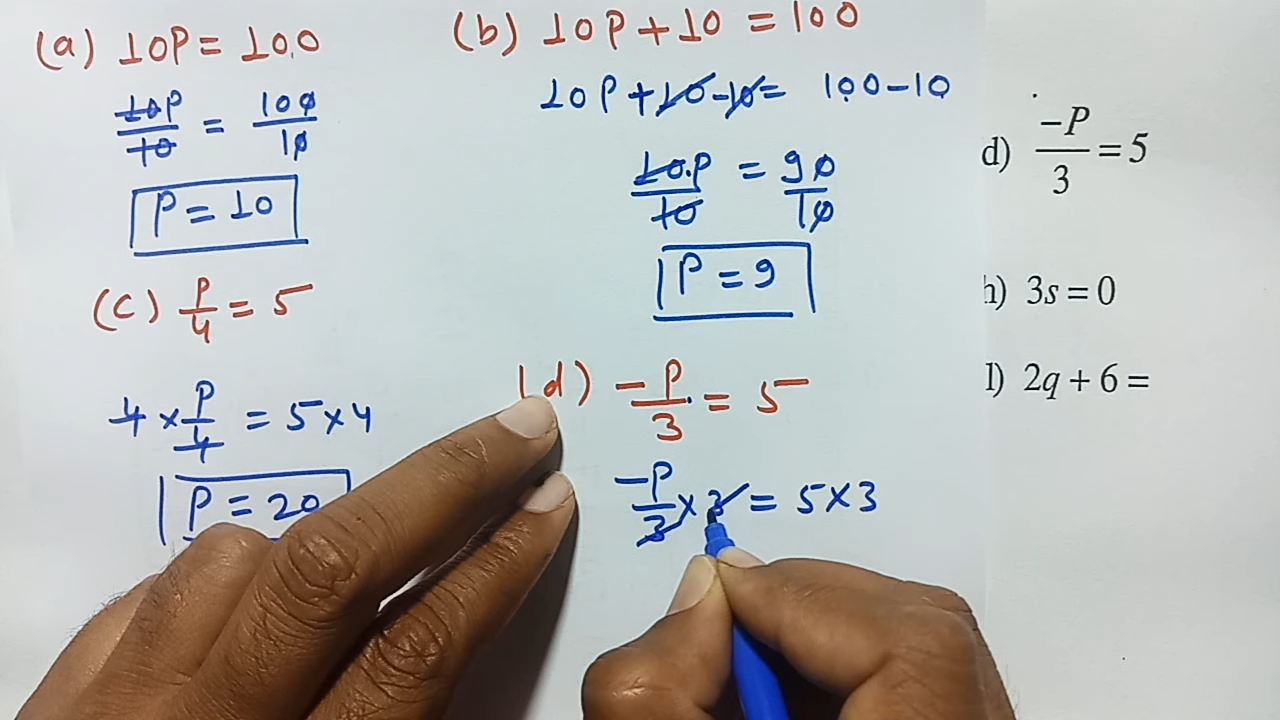 (a) 10P = 100
10P/10 = 100/10
P = 10
(b) 10P + 10 = 100
10P + 10 - 10 = 100 - 10
10P/10 = 90/10
P = 9
(c) P/4 = 5
4 × P/4 = 5 × 4
P = 20
(d) -P/3 = 5
-P/3 × 3 = 5 × 3
d) -P/3 = 5
h) 3s = 0
l) 2q + 6 =